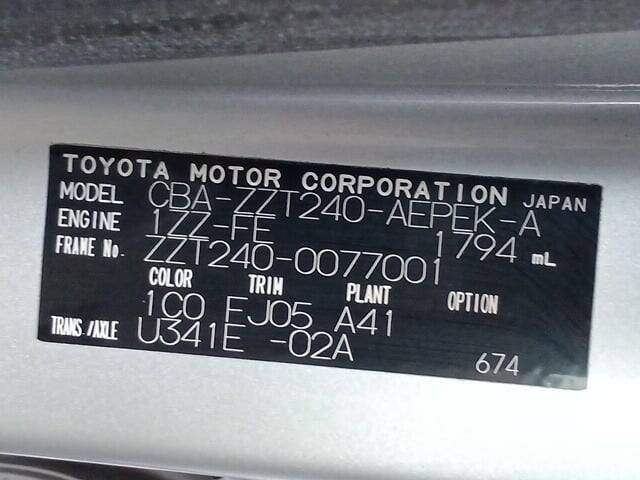 TOYOTA MOTOR CORPORATION JAPAN
MODEL CBA-ZZT240-AEPEK-A
ENGINE 1ZZ-FE 1794 mL
FRAME No. ZZT240-0077001
COLOR TRIM PLANT OPTION
1C0 FJ05 A41
TRANS./AXLE U341E -02A
674